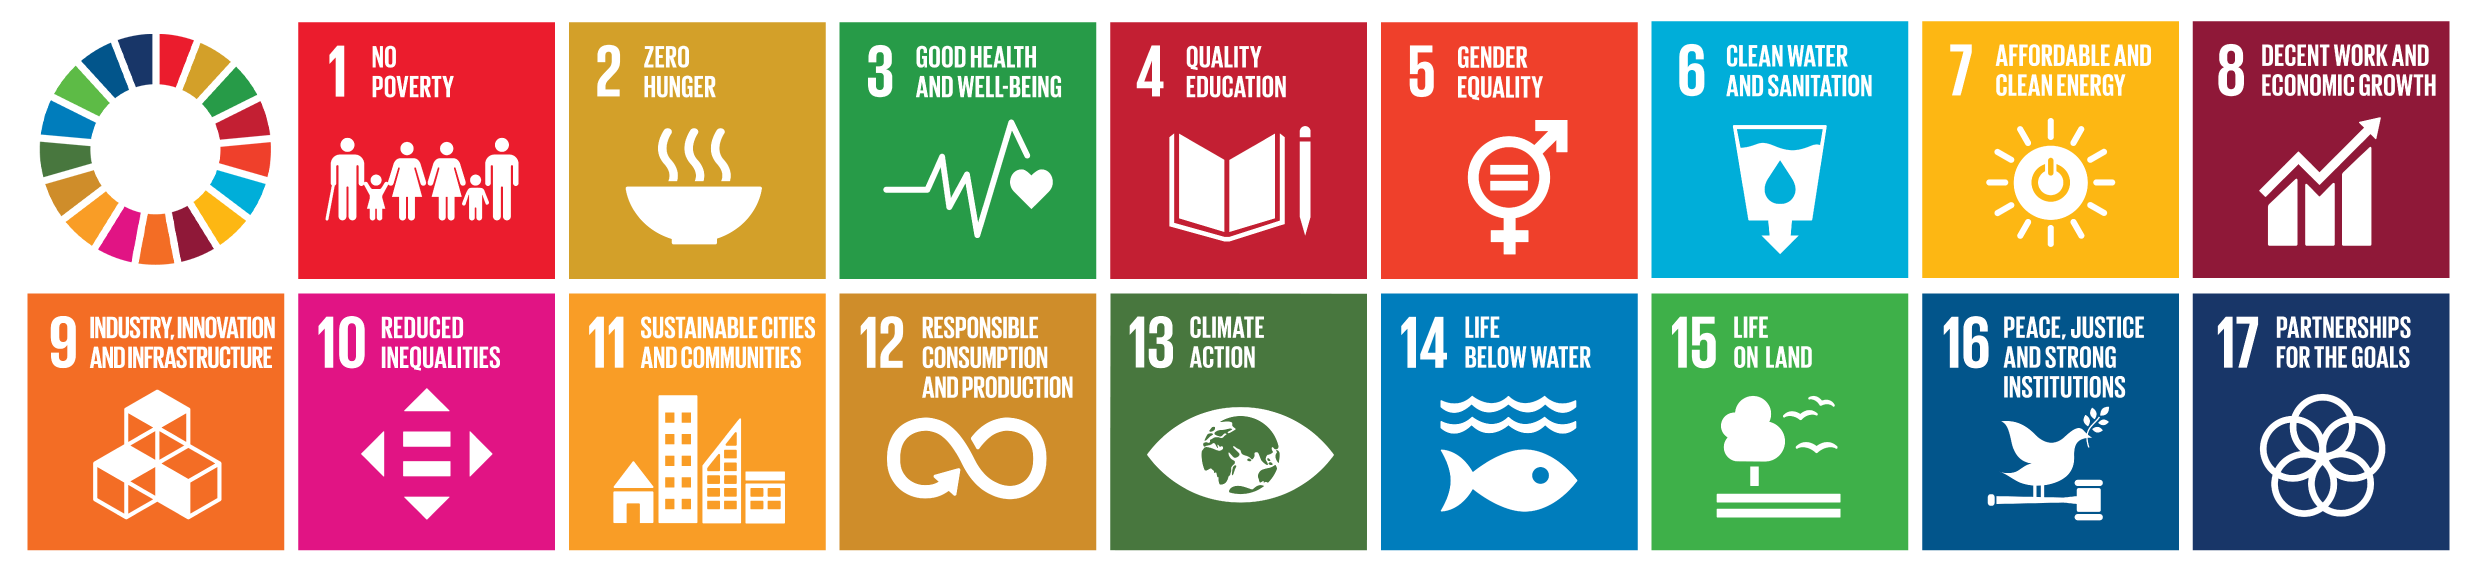 1 NO
POVERTY
2 ZERO
HUNGER
3 GOOD HEALTH
AND WELL-BEING
4 QUALITY
EDUCATION
5 GENDER
EQUALITY
6 CLEAN WATER
AND SANITATION
7 AFFORDABLE AND
CLEAN ENERGY
8 DECENT WORK AND
ECONOMIC GROWTH
9 INDUSTRY, INNOVATION
AND INFRASTRUCTURE
10 REDUCED
INEQUALITIES
11 SUSTAINABLE CITIES
AND COMMUNITIES
12 RESPONSIBLE
CONSUMPTION
AND PRODUCTION
13 CLIMATE
ACTION
14 LIFE
BELOW WATER
15 LIFE
ON LAND
16 PEACE, JUSTICE
AND STRONG
INSTITUTIONS
17 PARTNERSHIPS
FOR THE GOALS